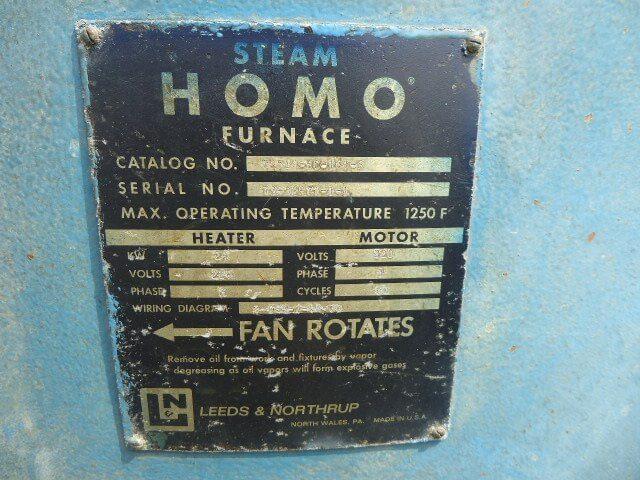 STEAM
HOMO®
FURNACE
CATALOG NO.
SERIAL NO.
MAX. OPERATING TEMPERATURE 1250 F
HEATER MOTOR
KW VOLTS
VOLTS PHASE
PHASE CYCLES
WIRING DIAGRAM
FAN ROTATES
Remove oil from work and fixtures by vapor
degreasing as oil vapors will form explosive gases
L&N LEEDS & NORTHRUP
NORTH WALES, PA. MADE IN U.S.A.